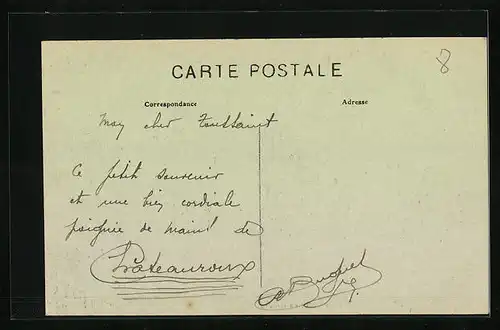 8
CARTE POSTALE
Correspondance
Adresse
Mon cher Toussaint
Ce petit souvenir
et une bien cordiale
poignée de main de
Châteauroux